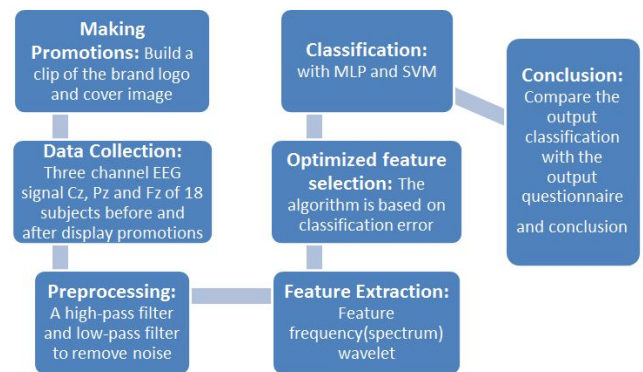 Making
Promotions: Build a
clip of the brand logo
and cover image
Data Collection:
Three channel EEG
signal Cz, Pz and Fz of 18
subjects before and
after display promotions
Preprocessing:
A high-pass filter
and low-pass filter
to remove noise
Feature Extraction:
Feature
frequency(spectrum)
wavelet
Optimized feature
selection: The
algorithm is based on
classification error
Classification:
with MLP and SVM
Conclusion:
Compare the
output
classification
with the
output
questionnaire
and conclusion